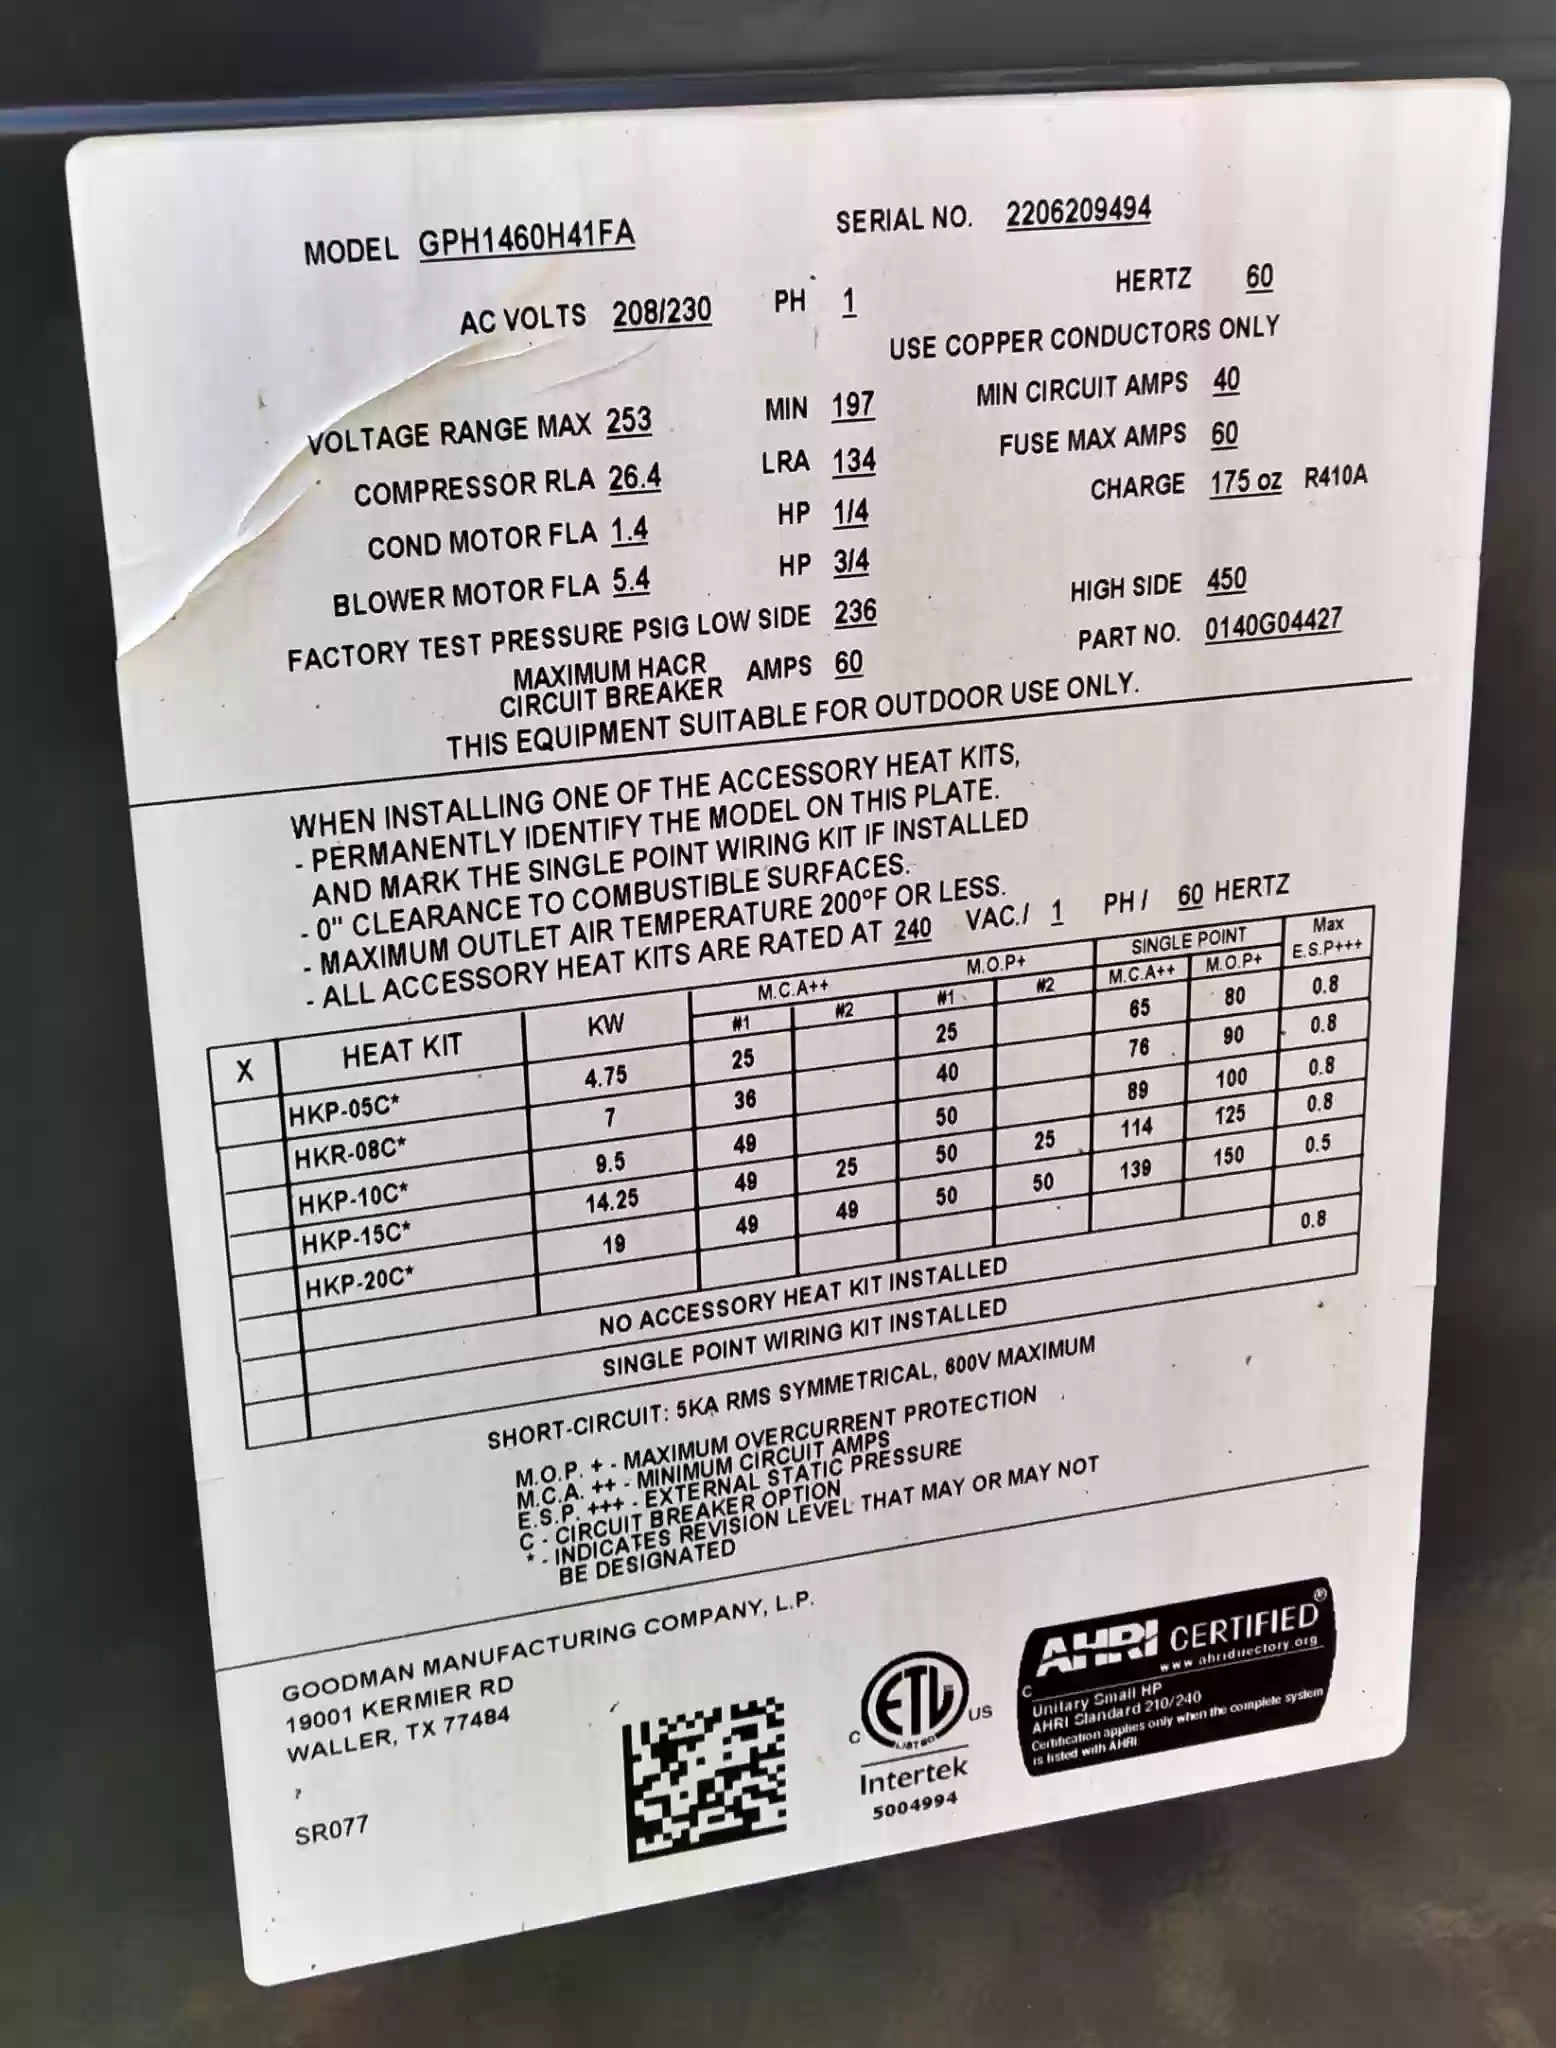 MODEL GPH1460H41FA SERIAL NO. 2206209494
AC VOLTS 208/230 PH 1 HERTZ 60
USE COPPER CONDUCTORS ONLY
VOLTAGE RANGE MAX 253 MIN 197 MIN CIRCUIT AMPS 40
COMPRESSOR RLA 26.4 LRA 134 FUSE MAX AMPS 60
COND MOTOR FLA 1.4 HP 1/4 CHARGE 175 oz R410A
BLOWER MOTOR FLA 5.4 HP 3/4
FACTORY TEST PRESSURE PSIG LOW SIDE 236 HIGH SIDE 450
MAXIMUM HACR
CIRCUIT BREAKER AMPS 60 PART NO. 0140G04427
THIS EQUIPMENT SUITABLE FOR OUTDOOR USE ONLY.
WHEN INSTALLING ONE OF THE ACCESSORY HEAT KITS,
- PERMANENTLY IDENTIFY THE MODEL ON THIS PLATE.
AND MARK THE SINGLE POINT WIRING KIT IF INSTALLED
- 0" CLEARANCE TO COMBUSTIBLE SURFACES.
- MAXIMUM OUTLET AIR TEMPERATURE 200°F OR LESS.
- ALL ACCESSORY HEAT KITS ARE RATED AT 240 VAC./ 1 PH / 60 HERTZ
X HEAT KIT KW M.C.A++ M.O.P+ SINGLE POINT Max
#1 #2 #1 #2 M.C.A++ M.O.P+ E.S.P+++
HKP-05C* 4.75 25 25 65 80 0.8
HKR-08C* 7 36 40 76 90 0.8
HKP-10C* 9.5 49 50 89 100 0.8
HKP-15C* 14.25 49 25 50 25 114 125 0.8
HKP-20C* 19 49 49 50 50 139 150 0.5
NO ACCESSORY HEAT KIT INSTALLED 0.8
SINGLE POINT WIRING KIT INSTALLED
SHORT-CIRCUIT: 5KA RMS SYMMETRICAL, 600V MAXIMUM
M.O.P. + - MAXIMUM OVERCURRENT PROTECTION
M.C.A. ++ - MINIMUM CIRCUIT AMPS
E.S.P. +++ - EXTERNAL STATIC PRESSURE
C - CIRCUIT BREAKER OPTION
* - INDICATES REVISION LEVEL THAT MAY OR MAY NOT
BE DESIGNATED
GOODMAN MANUFACTURING COMPANY, L.P.
19001 KERMIER RD
WALLER, TX 77484
,
SR077
C ETL US
LISTED
Intertek
5004994
AHRI CERTIFIED®
www.ahridirectory.org
C
Unitary Small HP
AHRI Standard 210/240
Certification applies only when the complete system
is listed with AHRI